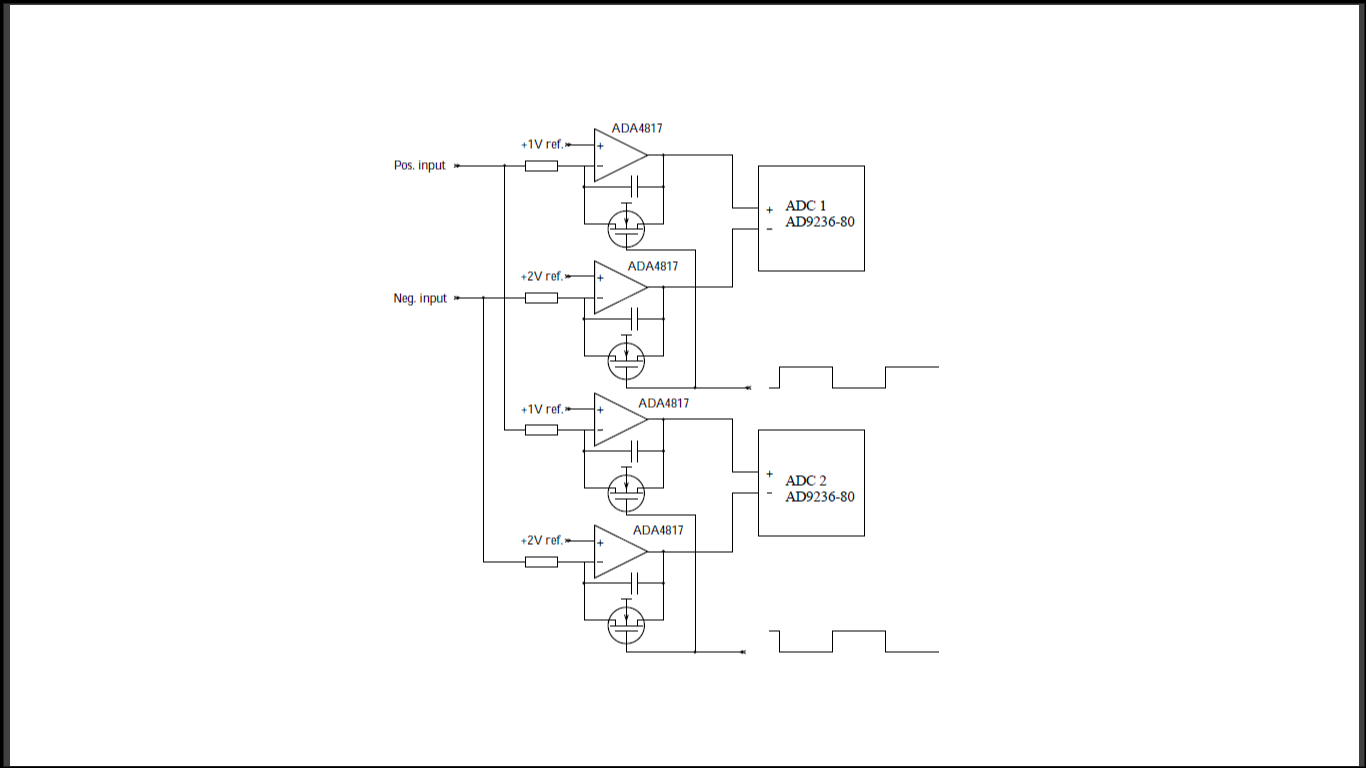 ADA4817
+1V ref.
+
Pos. input
−
ADC 1
+
AD9236-80
−
ADA4817
+2V ref.
+
Neg. input
−
ADA4817
+1V ref.
+
−
+
ADC 2
−
AD9236-80
ADA4817
+2V ref.
+
−